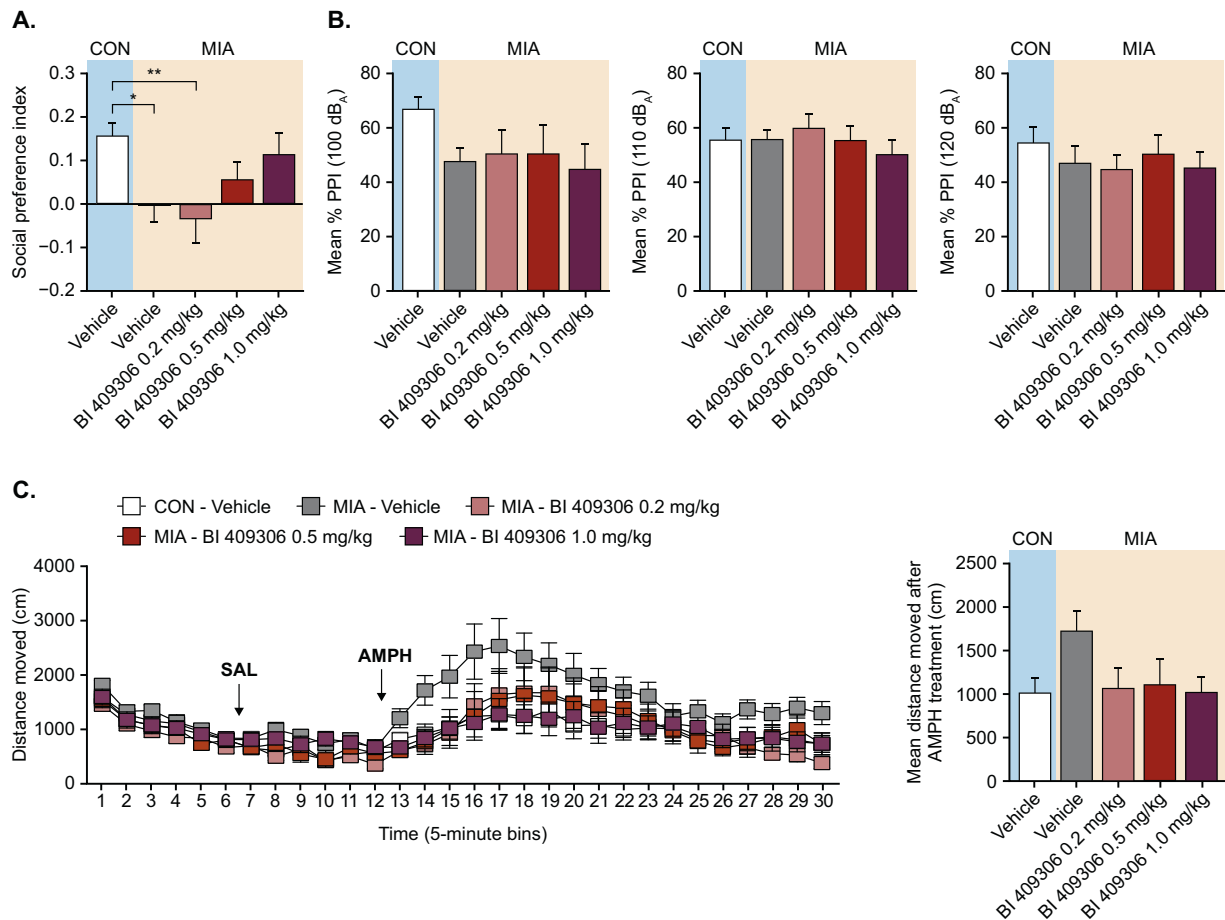 A.
CON MIA
Social preference index
0.3
0.2
0.1
0.0
−0.1
−0.2
**
*
Vehicle
Vehicle
BI 409306 0.2 mg/kg
BI 409306 0.5 mg/kg
BI 409306 1.0 mg/kg
B.
CON MIA
Mean % PPI (100 dBA)
80
60
40
20
0
Vehicle
Vehicle
BI 409306 0.2 mg/kg
BI 409306 0.5 mg/kg
BI 409306 1.0 mg/kg
CON MIA
Mean % PPI (110 dBA)
80
60
40
20
0
Vehicle
Vehicle
BI 409306 0.2 mg/kg
BI 409306 0.5 mg/kg
BI 409306 1.0 mg/kg
CON MIA
Mean % PPI (120 dBA)
80
60
40
20
0
Vehicle
Vehicle
BI 409306 0.2 mg/kg
BI 409306 0.5 mg/kg
BI 409306 1.0 mg/kg
C.
CON - Vehicle MIA - Vehicle MIA - BI 409306 0.2 mg/kg
MIA - BI 409306 0.5 mg/kg MIA - BI 409306 1.0 mg/kg
Distance moved (cm)
4000
3000
2000
1000
0
SAL
AMPH
1 2 3 4 5 6 7 8 9 10 11 12 13 14 15 16 17 18 19 20 21 22 23 24 25 26 27 28 29 30
Time (5-minute bins)
CON MIA
Mean distance moved after
AMPH treatment (cm)
2500
2000
1500
1000
500
0
Vehicle
Vehicle
BI 409306 0.2 mg/kg
BI 409306 0.5 mg/kg
BI 409306 1.0 mg/kg